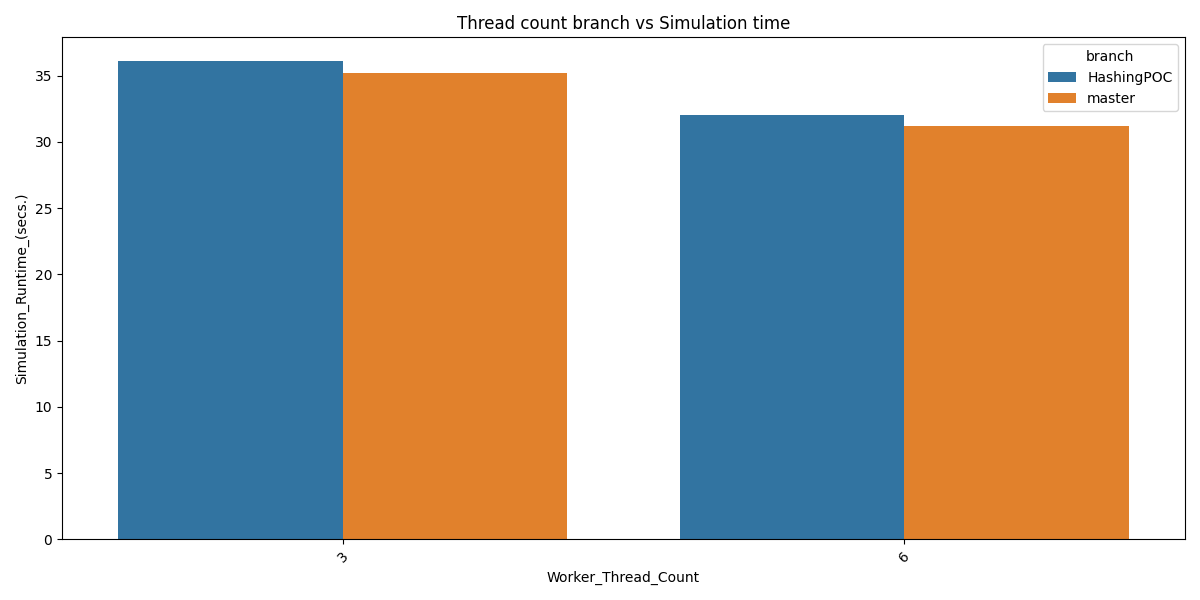 Thread count branch vs Simulation time
branch
HashingPOC
master
Simulation_Runtime_(secs.)
35
30
25
20
15
10
5
0
3
6
Worker_Thread_Count